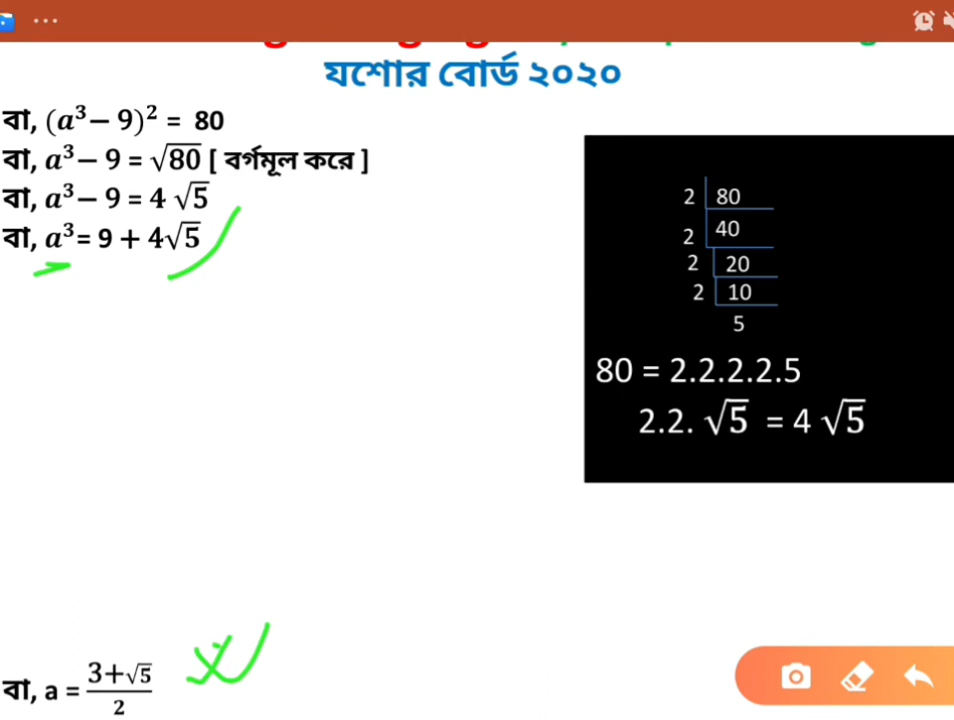 যশোর বোর্ড ২০২০
বা, (a³ – 9)² = 80
বা, a³ – 9 = √80 [ বর্গমূল করে ]
বা, a³ – 9 = 4 √5
বা, a³ = 9 + 4√5
2 80
2 40
2 20
2 10
5
80 = 2.2.2.2.5
2.2. √5 = 4 √5
বা, a = (3+√5)/2